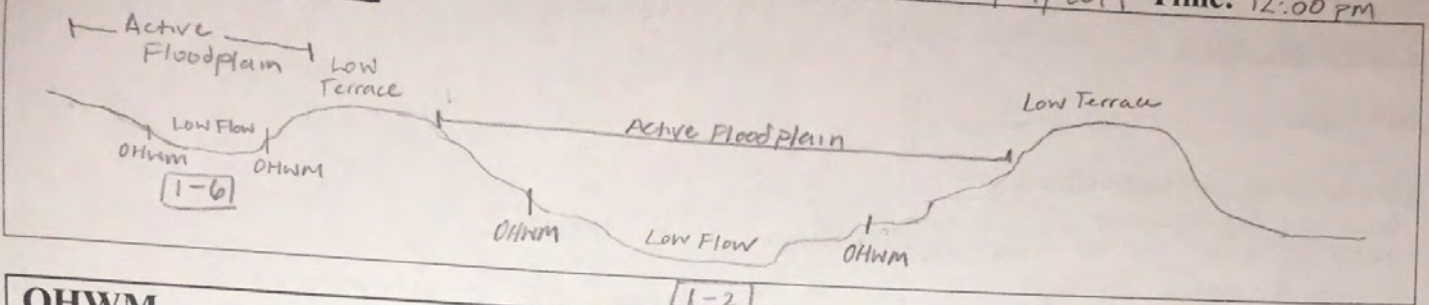 Time: 12:00 pm
Active
Floodplain
Low
Terrace
Low Flow
OHWM
OHWM
1-6
Active Floodplain
OHWM
Low Flow
OHWM
Low Terrace
1-2
OHWM